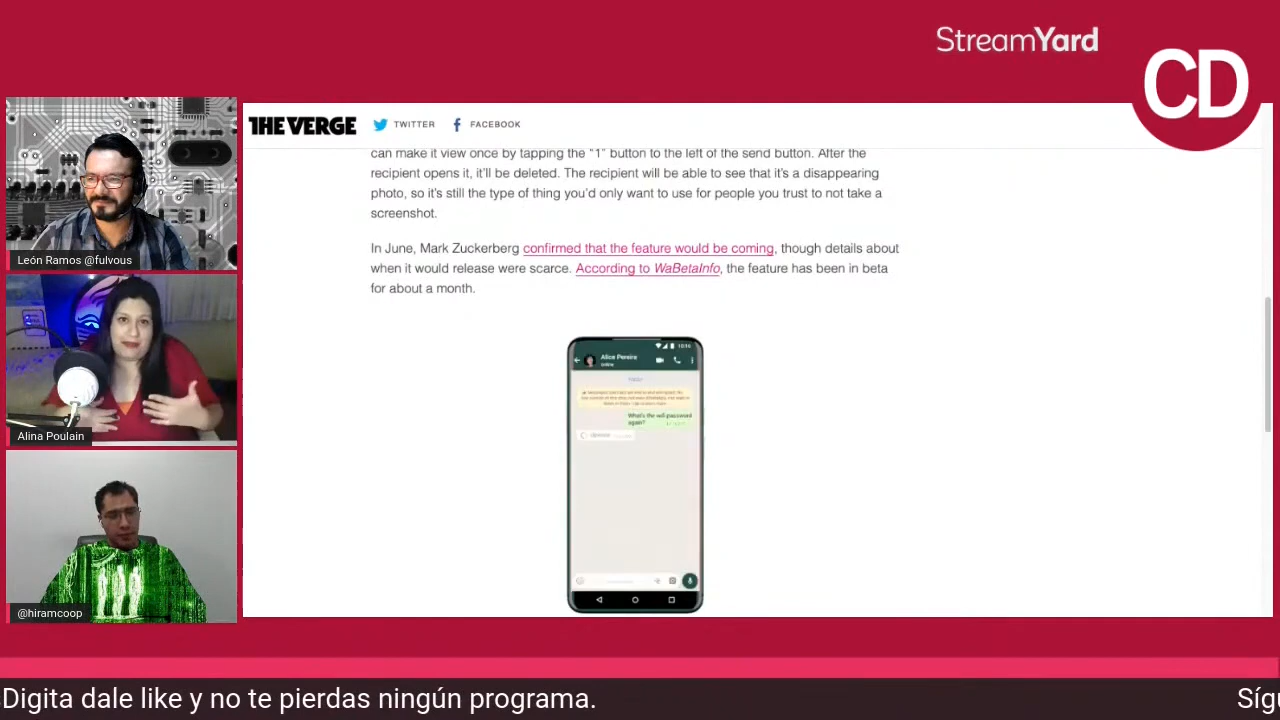 StreamYard
CD
León Ramos @fulvous
Alina Poulain
@hiramcoop
THE VERGE
TWITTER
FACEBOOK
can make it view once by tapping the "1" button to the left of the send button. After the
recipient opens it, it'll be deleted. The recipient will be able to see that it's a disappearing
photo, so it's still the type of thing you'd only want to use for people you trust to not take a
screenshot.
In June, Mark Zuckerberg confirmed that the feature would be coming, though details about
when it would release were scarce. According to WaBetaInfo, the feature has been in beta
for about a month.
Alice Pereira
What's the wifi password
again?
Digita dale like y no te pierdas ningún programa.
Síg